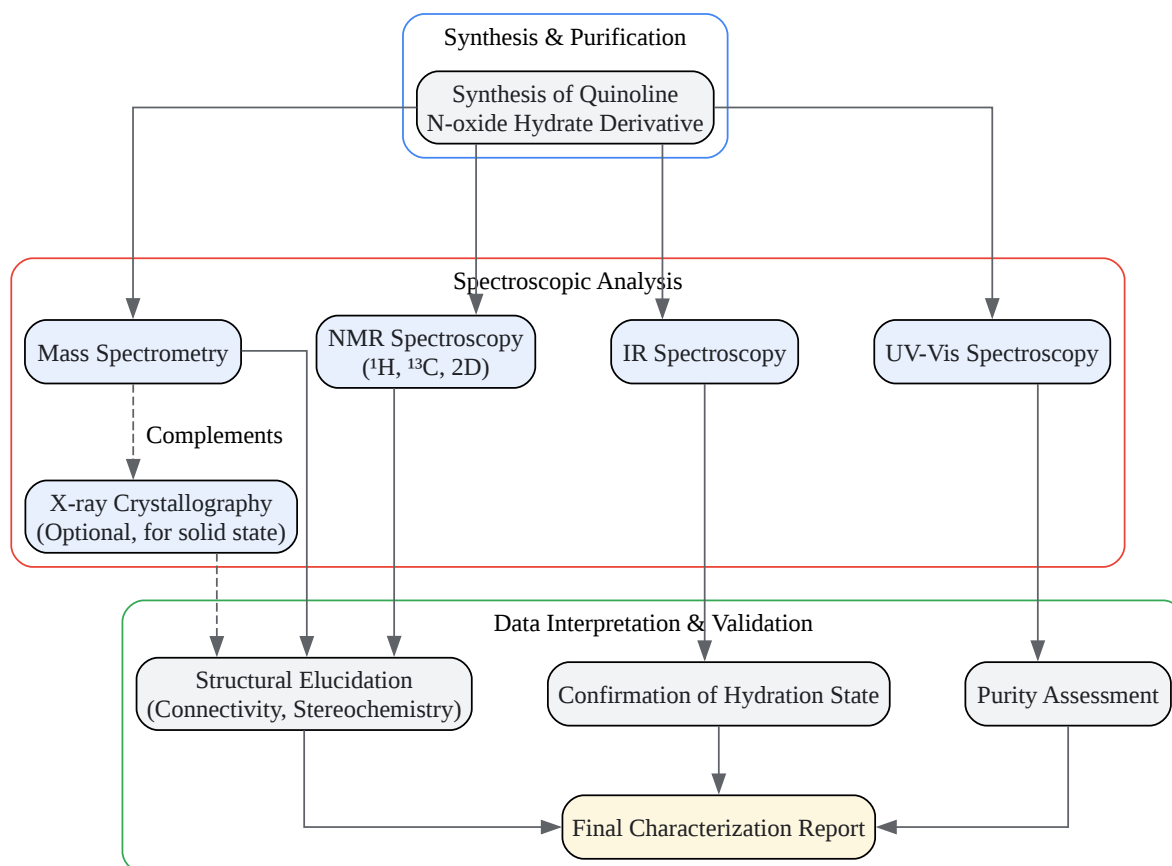 Synthesis & Purification
Synthesis of Quinoline
N-oxide Hydrate Derivative
Spectroscopic Analysis
Mass Spectrometry
NMR Spectroscopy
(¹H, ¹³C, 2D)
IR Spectroscopy
UV-Vis Spectroscopy
Complements
X-ray Crystallography
(Optional, for solid state)
Data Interpretation & Validation
Structural Elucidation
(Connectivity, Stereochemistry)
Confirmation of Hydration State
Purity Assessment
Final Characterization Report